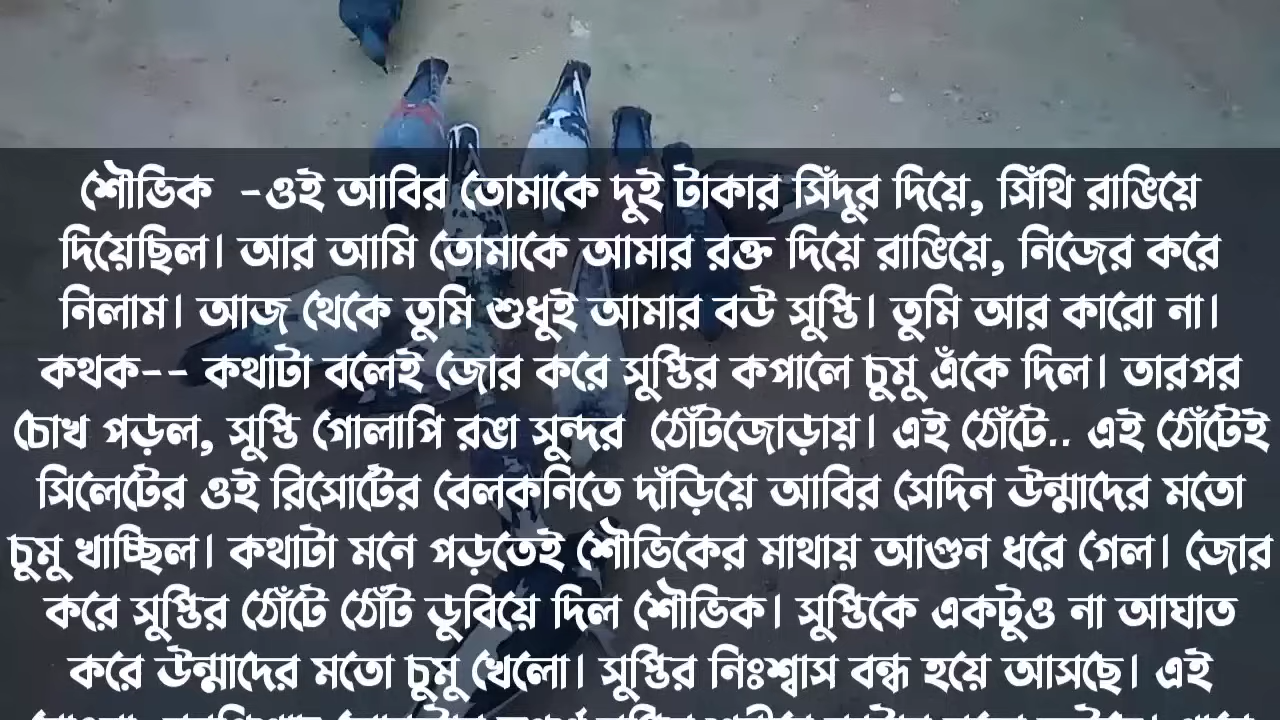 শৌভিক -ওই আবির তোমাকে দুই টাকার সিঁদুর দিয়ে, সিঁথি রাঙিয়ে
দিয়েছিল। আর আমি তোমাকে আমার রক্ত দিয়ে রাঙিয়ে, নিজের করে
নিলাম। আজ থেকে তুমি শুধুই আমার বউ সুপ্তি। তুমি আর কারো না।
কথক-- কথাটা বলেই জোর করে সুপ্তির কপালে চুমু এঁকে দিল। তারপর
চোখ পড়ল, সুপ্তি গোলাপি রঙা সুন্দর ঠোঁটজোড়ায়। এই ঠোঁটে.. এই ঠোঁটেই
সিলেটের ওই রিসোর্টের বেলকনিতে দাঁড়িয়ে আবির সেদিন উন্মাদের মতো
চুমু খাচ্ছিল। কথাটা মনে পড়তেই শৌভিকের মাথায় আগুন ধরে গেল। জোর
করে সুপ্তির ঠোঁটে ঠোঁট ডুবিয়ে দিল শৌভিক। সুপ্তিকে একটুও না আঘাত
করে উন্মাদের মতো চুমু খেলো। সুপ্তির নিঃশ্বাস বন্ধ হয়ে আসছে। এই